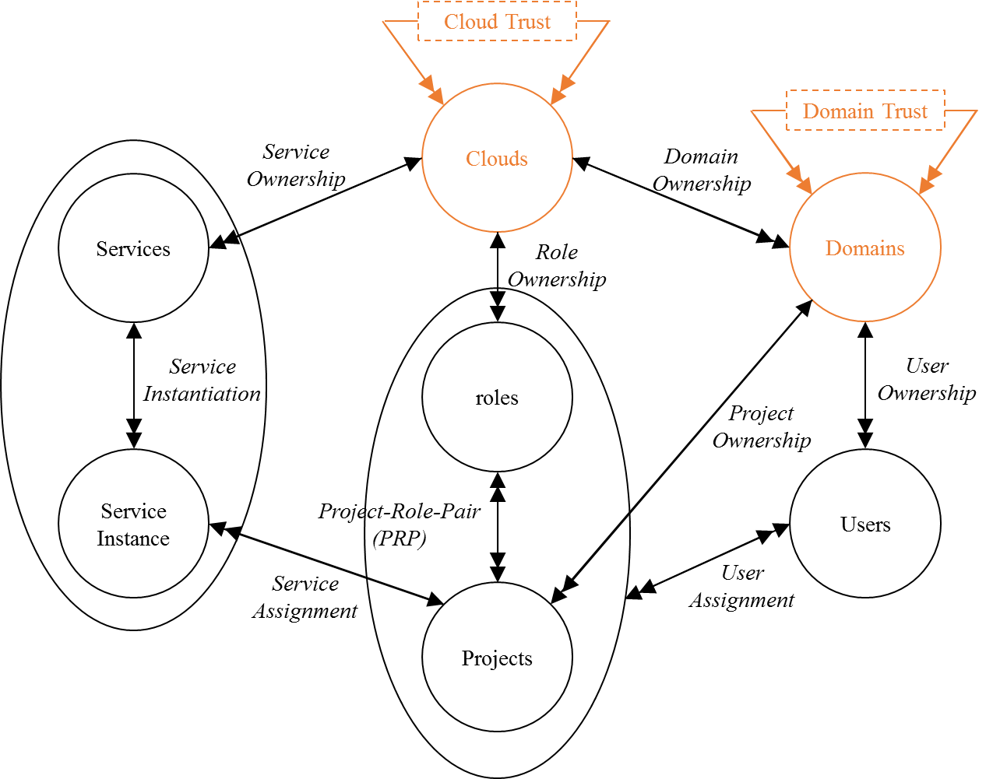 Cloud Trust
Domain Trust
Service
Ownership
Clouds
Domain
Ownership
Services
Domains
Role
Ownership
Service
Instantiation
roles
User
Ownership
Project
Ownership
Service
Instance
Project-Role-Pair
(PRP)
Users
Service
Assignment
User
Assignment
Projects